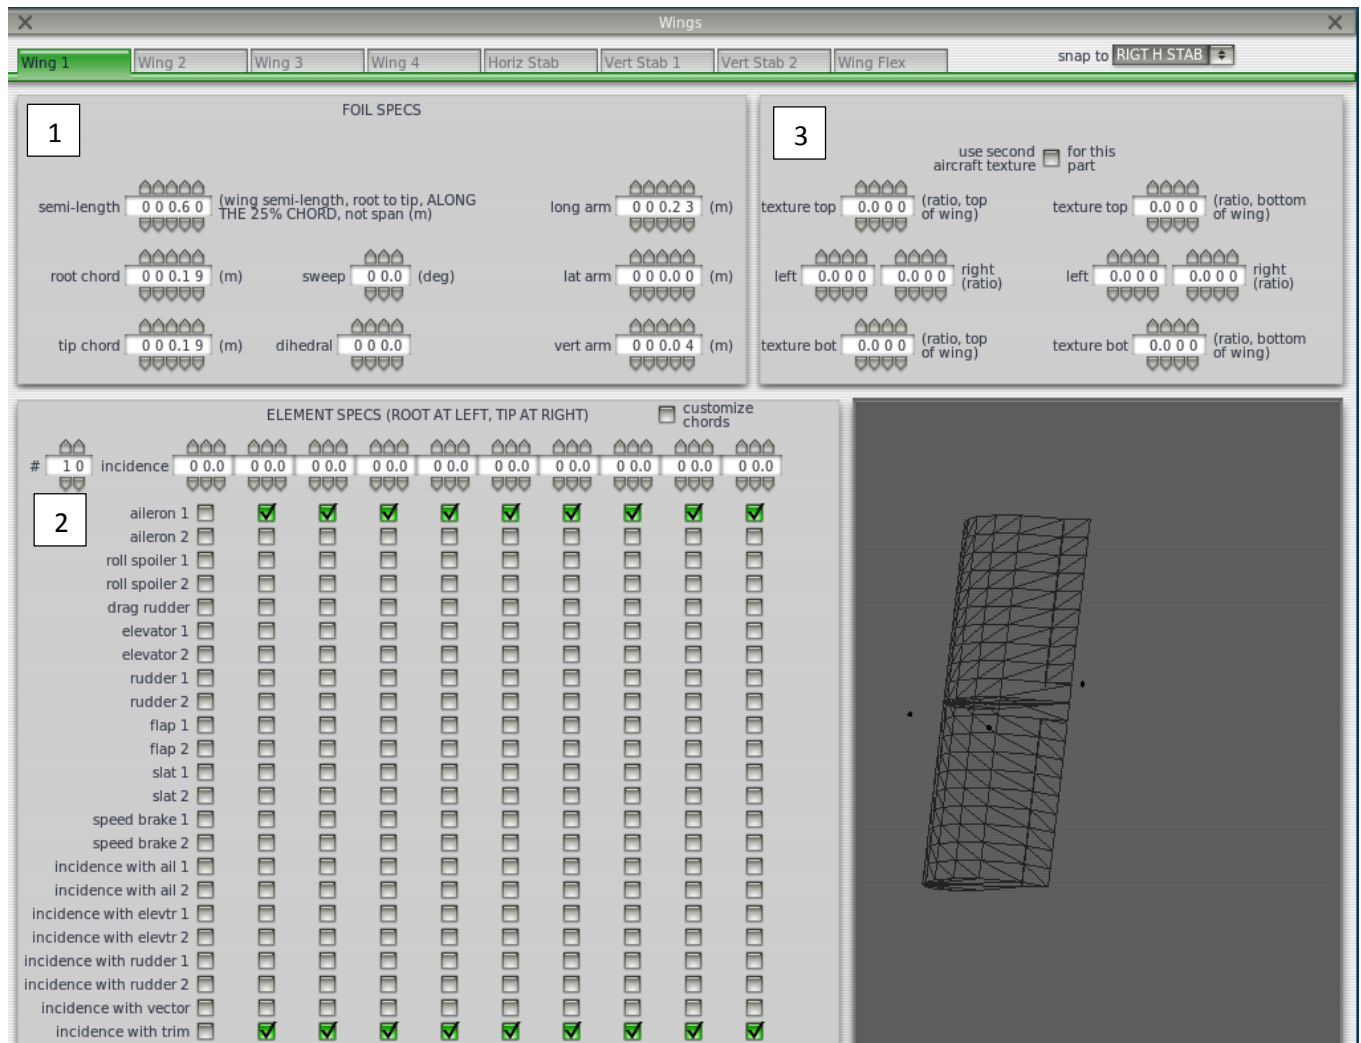 Wings
Wing 1 Wing 2 Wing 3 Wing 4 Horiz Stab Vert Stab 1 Vert Stab 2 Wing Flex
snap to RIGT H STAB
1
FOIL SPECS
semi-length 0 0 0.6 0 (wing semi-length, root to tip, ALONG
THE 25% CHORD, not span (m)
long arm 0 0 0.2 3 (m)
root chord 0 0 0.1 9 (m) sweep 0 0.0 (deg) lat arm 0 0 0.0 0 (m)
tip chord 0 0 0.1 9 (m) dihedral 0 0 0.0 vert arm 0 0 0.0 4 (m)
3
use second
aircraft texture
for this
part
texture top 0.0 0 0 (ratio, top
of wing)
texture top 0.0 0 0 (ratio, bottom
of wing)
left 0.0 0 0 0.0 0 0 right
(ratio)
left 0.0 0 0 0.0 0 0 right
(ratio)
texture bot 0.0 0 0 (ratio, top
of wing)
texture bot 0.0 0 0 (ratio, bottom
of wing)
ELEMENT SPECS (ROOT AT LEFT, TIP AT RIGHT)
customize
chords
# 1 0 incidence 0 0.0 0 0.0 0 0.0 0 0.0 0 0.0 0 0.0 0 0.0 0 0.0 0 0.0 0 0.0
2
aileron 1
aileron 2
roll spoiler 1
roll spoiler 2
drag rudder
elevator 1
elevator 2
rudder 1
rudder 2
flap 1
flap 2
slat 1
slat 2
speed brake 1
speed brake 2
incidence with ail 1
incidence with ail 2
incidence with elevtr 1
incidence with elevtr 2
incidence with rudder 1
incidence with rudder 2
incidence with vector
incidence with trim